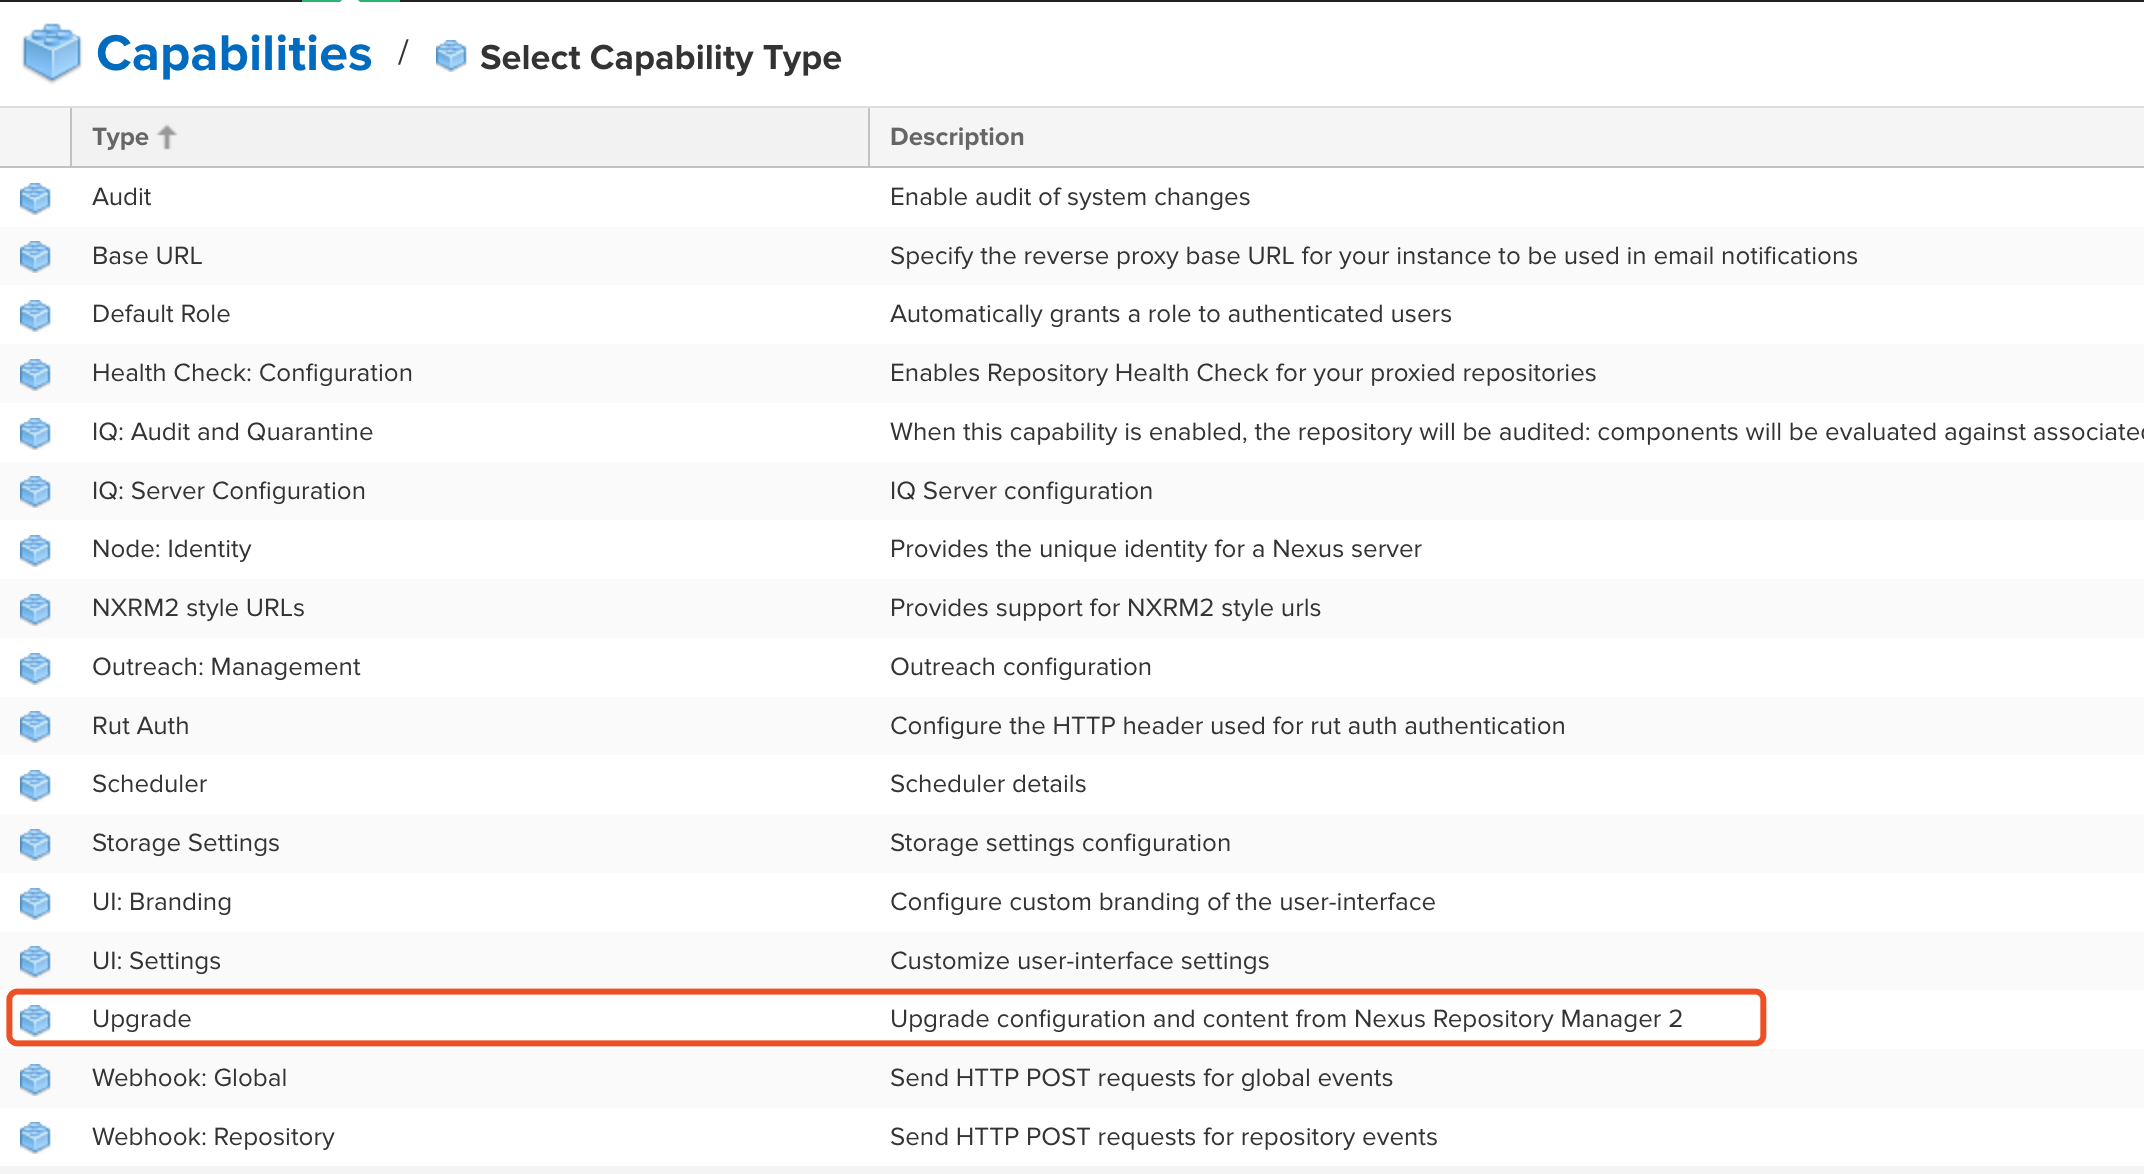 Capabilities / Select Capability Type
Type Description
Audit Enable audit of system changes
Base URL Specify the reverse proxy base URL for your instance to be used in email notifications
Default Role Automatically grants a role to authenticated users
Health Check: Configuration Enables Repository Health Check for your proxied repositories
IQ: Audit and Quarantine When this capability is enabled, the repository will be audited: components will be evaluated against associated
IQ: Server Configuration IQ Server configuration
Node: Identity Provides the unique identity for a Nexus server
NXRM2 style URLs Provides support for NXRM2 style urls
Outreach: Management Outreach configuration
Rut Auth Configure the HTTP header used for rut auth authentication
Scheduler Scheduler details
Storage Settings Storage settings configuration
UI: Branding Configure custom branding of the user-interface
UI: Settings Customize user-interface settings
Upgrade Upgrade configuration and content from Nexus Repository Manager 2
Webhook: Global Send HTTP POST requests for global events
Webhook: Repository Send HTTP POST requests for repository events